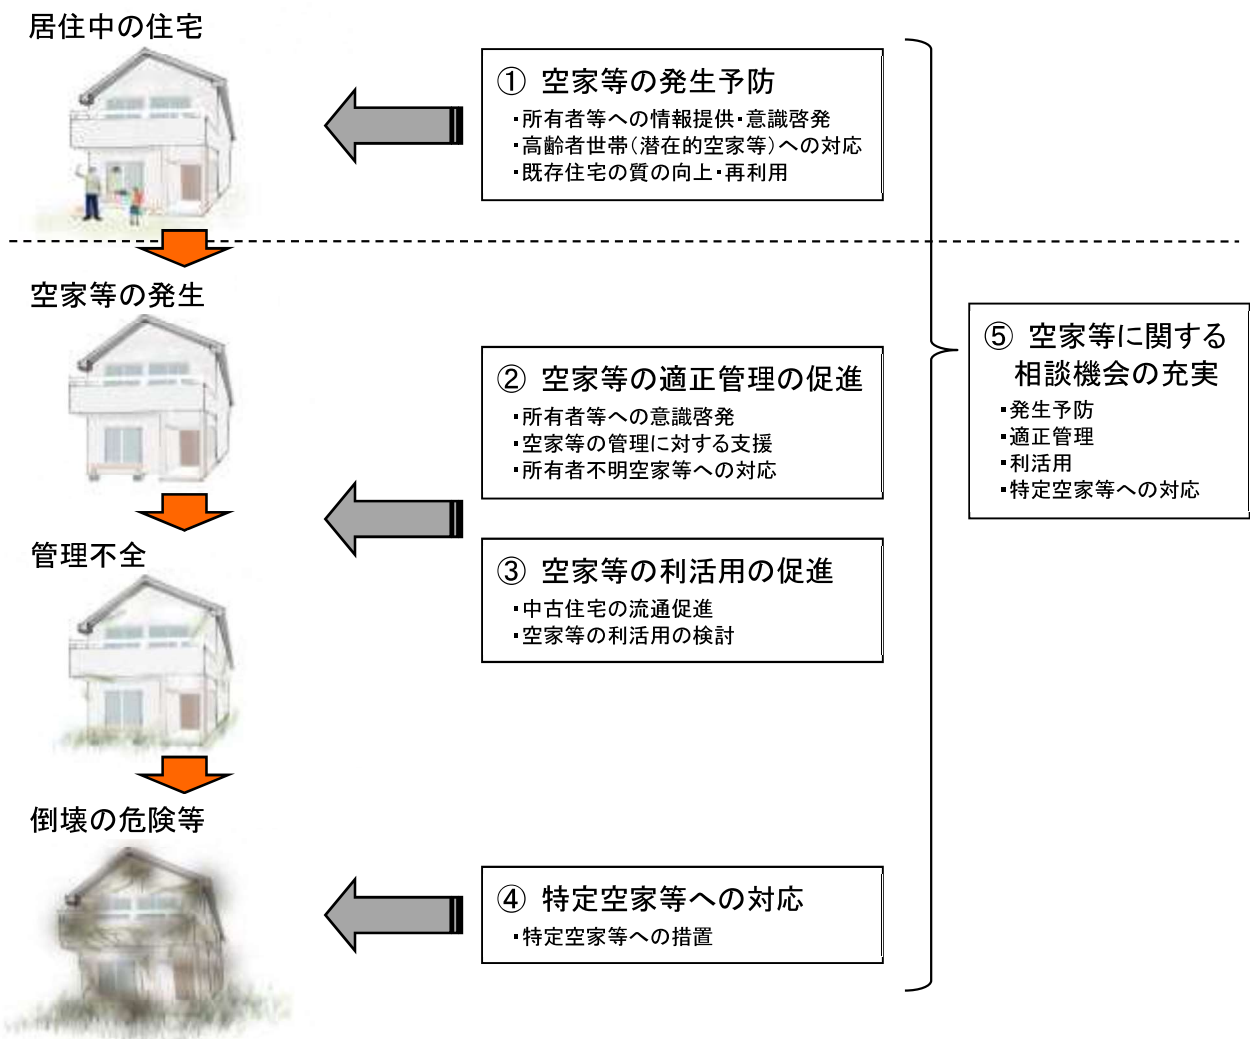 居住中の住宅
① 空家等の発生予防
・所有者等への情報提供・意識啓発
・高齢者世帯（潜在的空家等）への対応
・既存住宅の質の向上・再利用
空家等の発生
② 空家等の適正管理の促進
・所有者等への意識啓発
・空家等の管理に対する支援
・所有者不明空家等への対応
⑤ 空家等に関する
相談機会の充実
・発生予防
・適正管理
・利活用
・特定空家等への対応
管理不全
③ 空家等の利活用の促進
・中古住宅の流通促進
・空家等の利活用の検討
倒壊の危険等
④ 特定空家等への対応
・特定空家等への措置